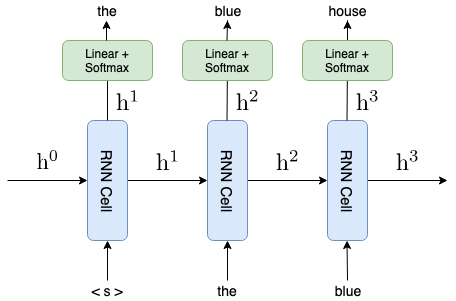 the blue house
Linear + Linear + Linear +
Softmax Softmax Softmax
h¹ h² h³
h⁰ h¹ h² h³
RNN Cell RNN Cell RNN Cell
< s > the blue